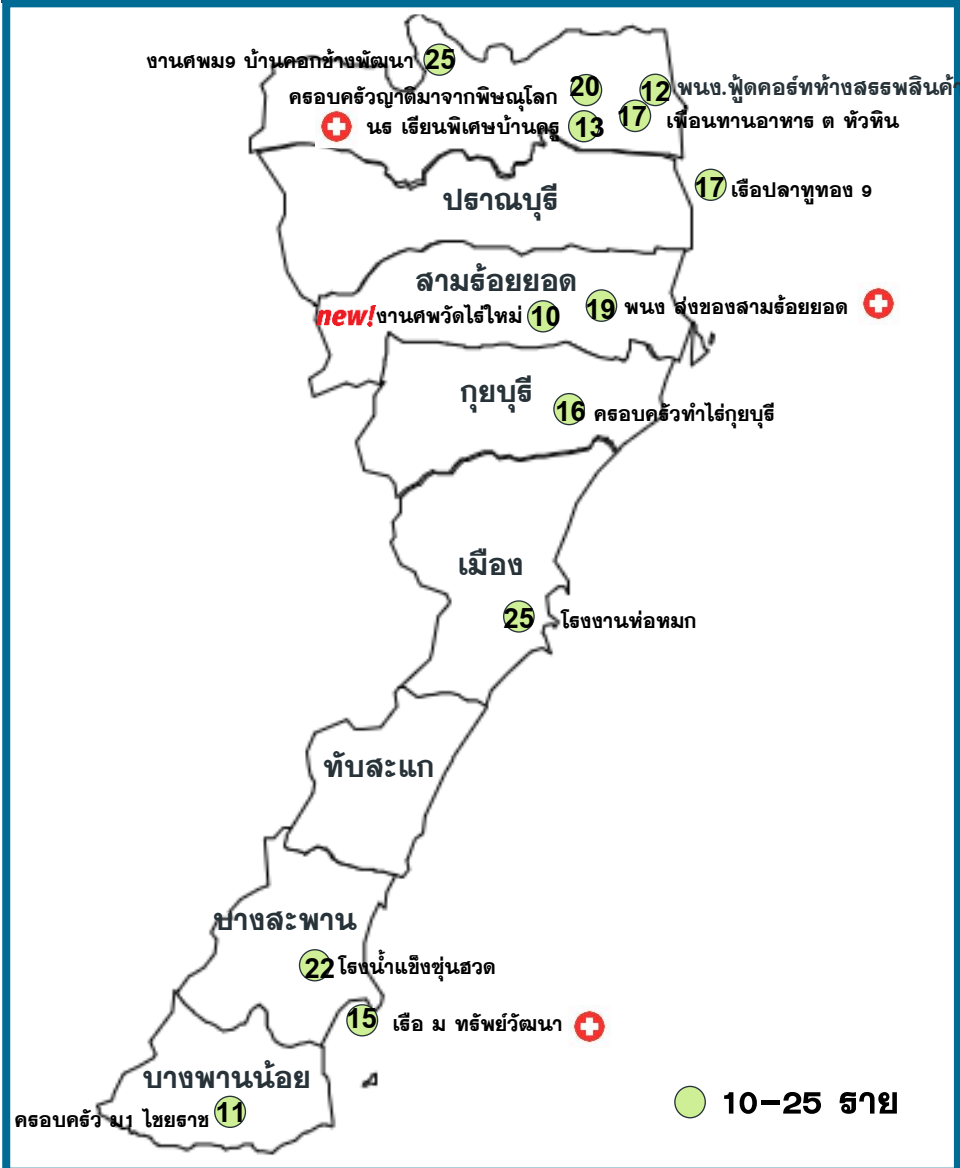 งานศพม9 บ้านคอกช้างพัฒนา 25
ครอบครัวญาติมาจากพิษณุโลก 20
12 พนง.ฟู้ดคอร์ทห้างสรรพสินค้า
นร เรียนพิเศษบ้านครู 13
17 เพื่อนทานอาหาร ต หัวหิน
ปราณบุรี
17 เรือปลาทูทอง 9
สามร้อยยอด
new! งานศพวัดไร่ใหม่ 10
19 พนง ส่งของสามร้อยยอด
กุยบุรี
16 ครอบครัวทำไร่กุยบุรี
เมือง
25 โรงงานห่อหมก
ทับสะแก
บางสะพาน
22 โรงน้ำแข็งซุ่นฮวด
15 เรือ ม ทรัพย์วัฒนา
บางพานน้อย
ครอบครัว ม1 ไชยราช 11
10-25 ราย